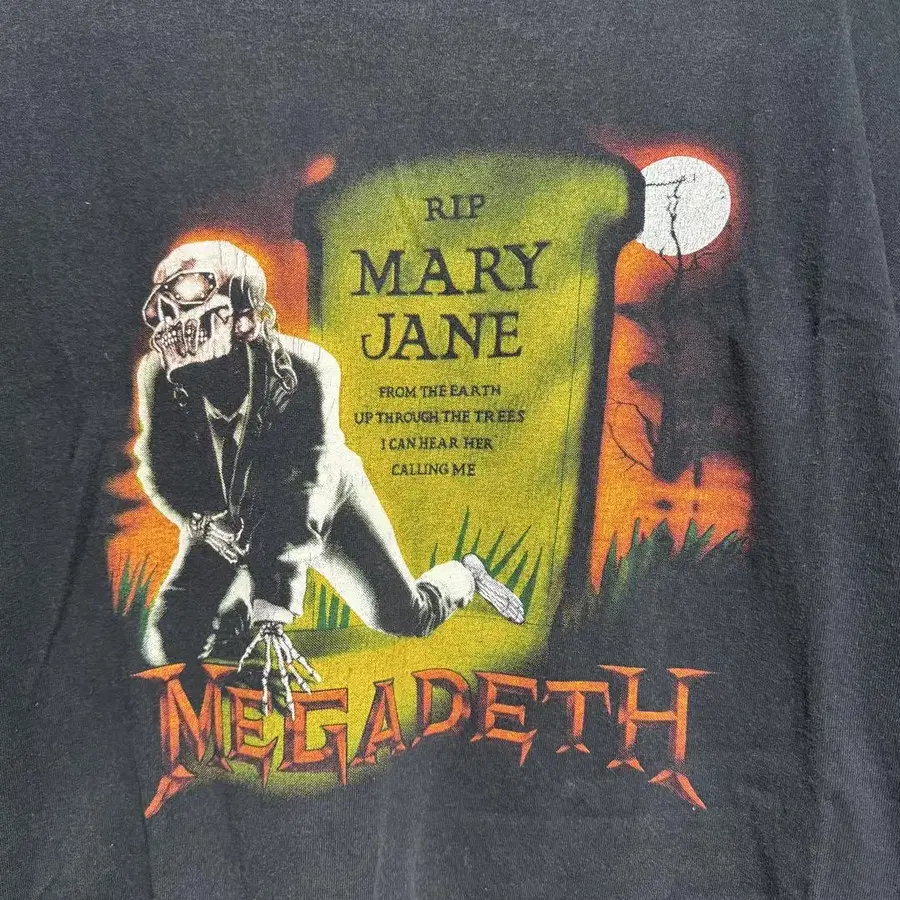 RIP
MARY
JANE
FROM THE EARTH
UP THROUGH THE TREES
I CAN HEAR HER
CALLING ME
MEGADETH